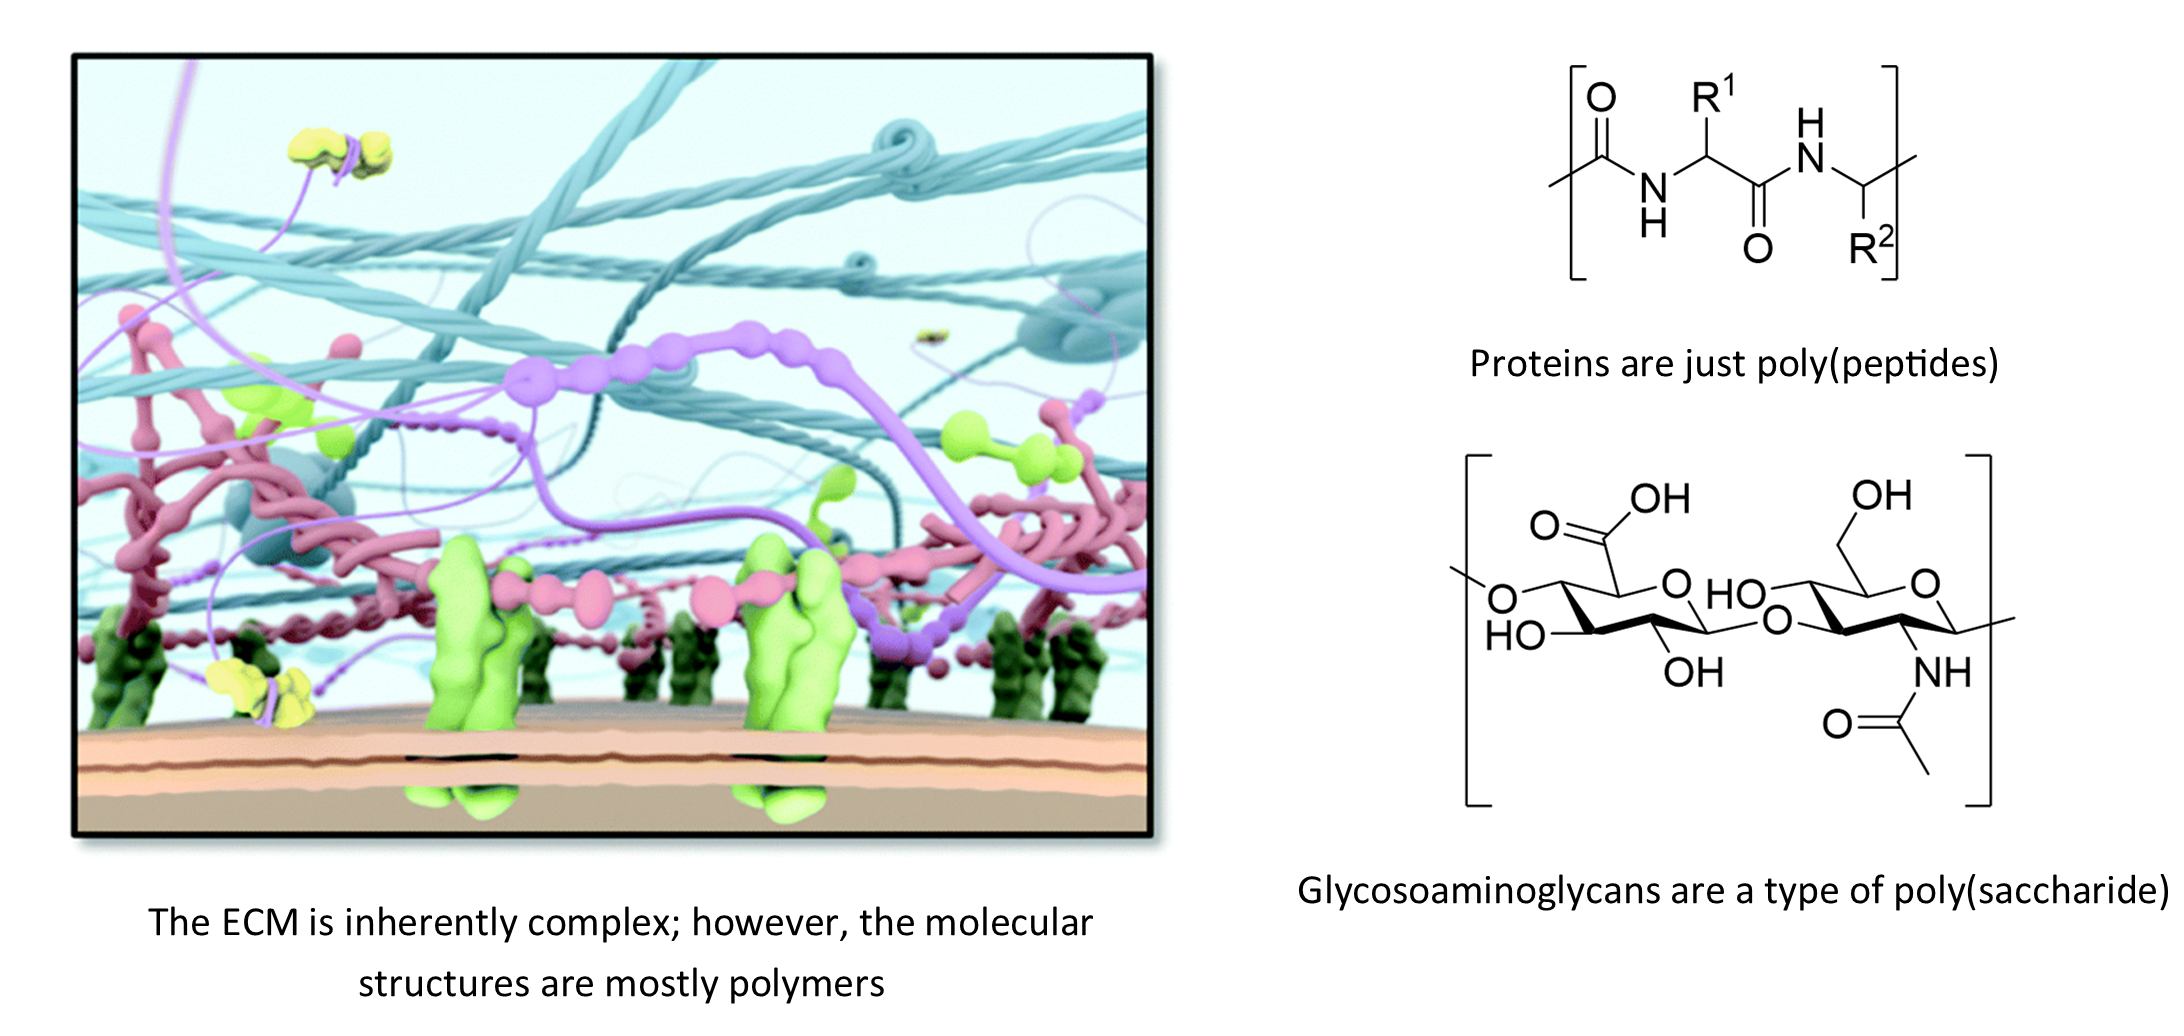 The ECM is inherently complex; however, the molecular
structures are mostly polymers
O
R¹
H
N
N
H
O
R²
Proteins are just poly(peptides)
OH
O
OH
O
O
HO
O
O
HO
OH
NH
O
Glycosoaminoglycans are a type of poly(saccharide)